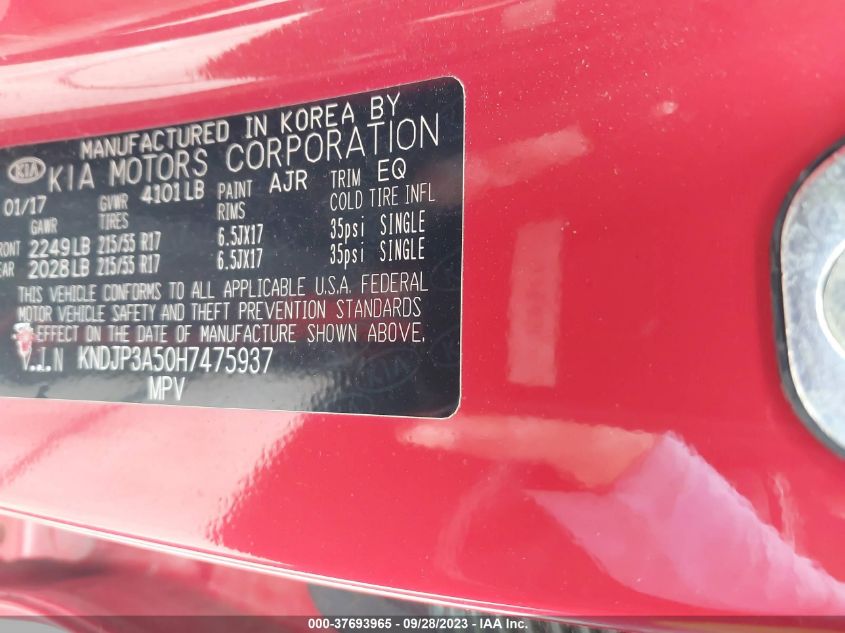 MANUFACTURED IN KOREA BY
KIA KIA MOTORS CORPORATION
01/17 GVWR 4101LB PAINT AJR TRIM EQ
GAWR TIRES RIMS COLD TIRE INFL
RONT 2249LB 215/55 R17 6.5JX17 35psi SINGLE
EAR 2028LB 215/55 R17 6.5JX17 35psi SINGLE
THIS VEHICLE CONFORMS TO ALL APPLICABLE U.S.A. FEDERAL
MOTOR VEHICLE SAFETY AND THEFT PREVENTION STANDARDS
EFFECT ON THE DATE OF MANUFACTURE SHOWN ABOVE.
V.I.N KNDJP3A50H7475937
MPV
000-37693965 - 09/28/2023 - IAA Inc.